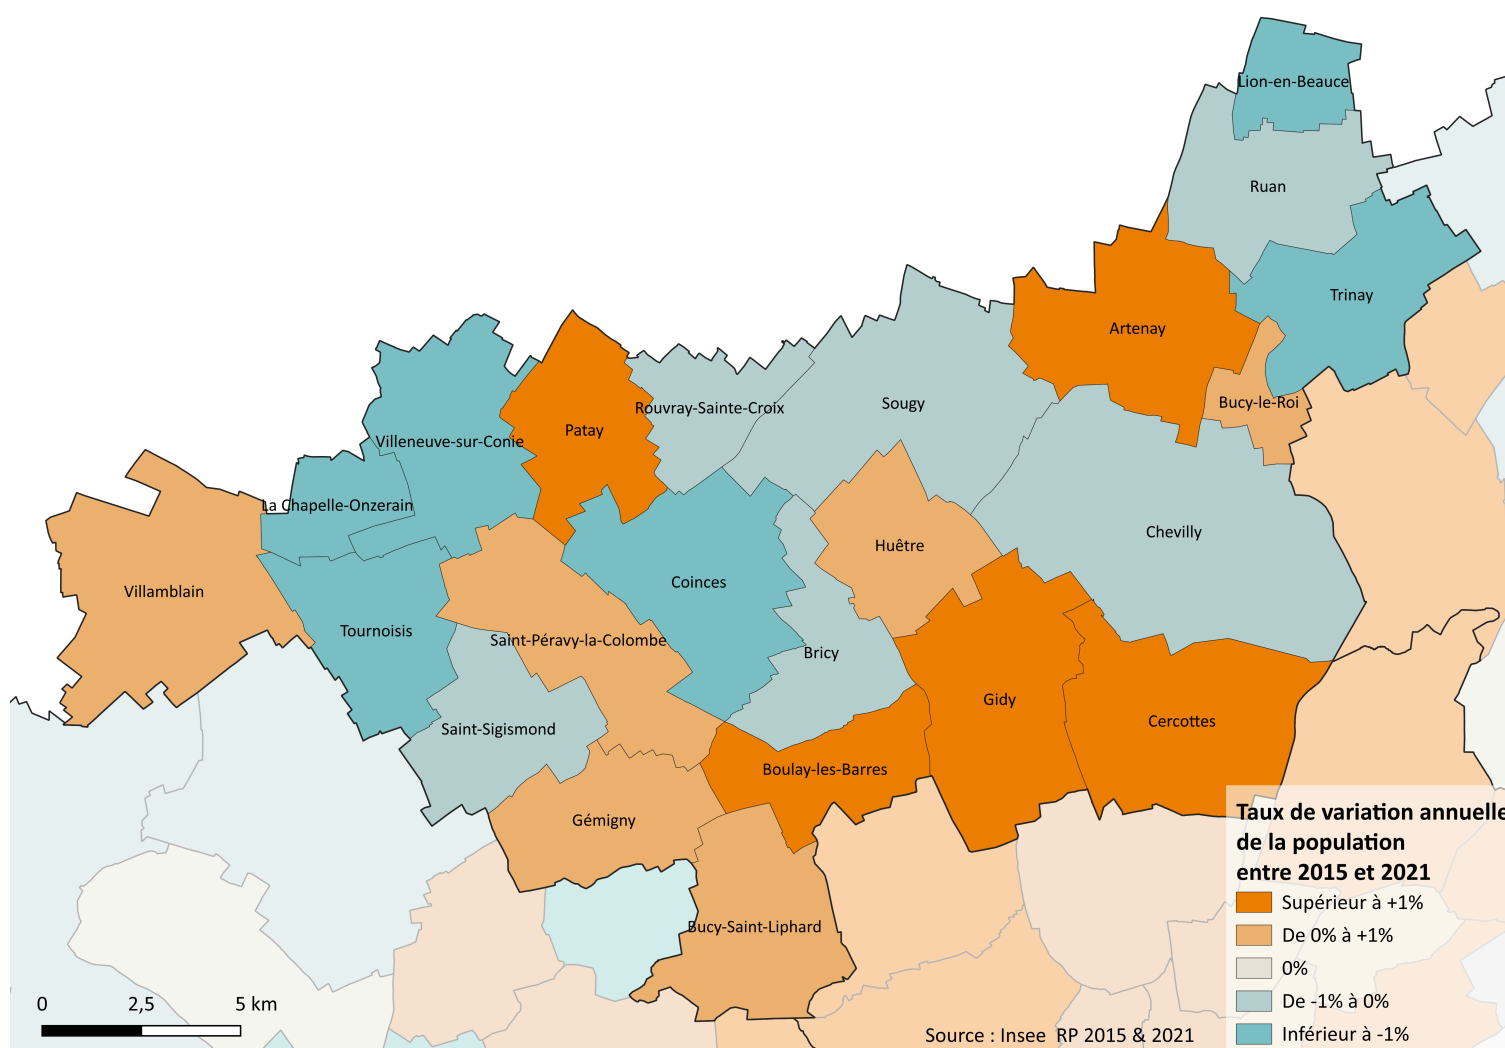 Lion-en-Beauce
Ruan
Trinay
Artenay
Bucy-le-Roi
Rouvray-Sainte-Croix
Sougy
Patay
Villeneuve-sur-Conie
La Chapelle-Onzerain
Chevilly
Huêtre
Coinces
Villamblain
Tournoisis
Saint-Péravy-la-Colombe
Bricy
Gidy
Cercottes
Saint-Sigismond
Boulay-les-Barres
Gémigny
Bucy-Saint-Liphard
Taux de variation annuelle
de la population
entre 2015 et 2021
Supérieur à +1%
De 0% à +1%
0%
De -1% à 0%
Inférieur à -1%
0 2,5 5 km
Source : Insee RP 2015 & 2021